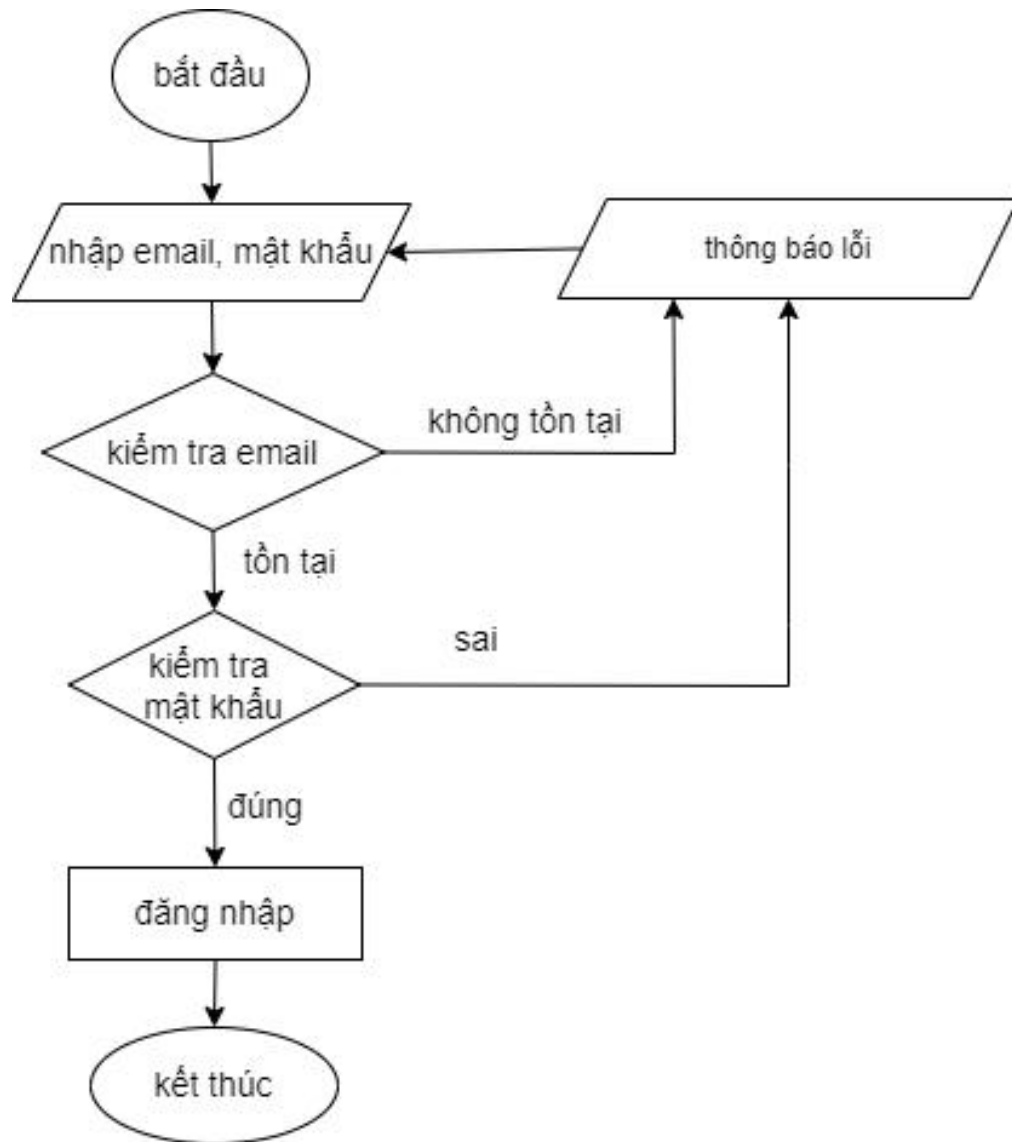 bắt đầu
nhập email, mật khẩu
thông báo lỗi
kiểm tra email
không tồn tại
tồn tại
kiểm tra
mật khẩu
sai
đúng
đăng nhập
kết thúc